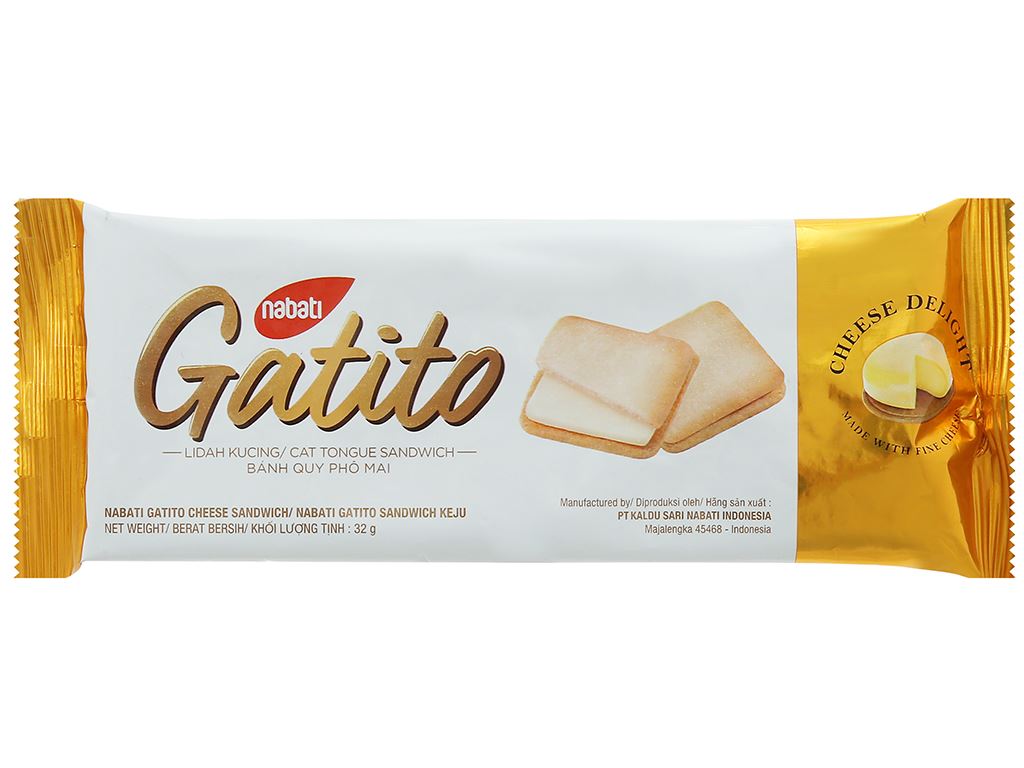 nabati
Gatito
LIDAH KUCING/ CAT TONGUE SANDWICH
BÁNH QUY PHÔ MAI
NABATI GATITO CHEESE SANDWICH/ NABATI GATITO SANDWICH KEJU
NET WEIGHT/ BERAT BERSIH/ KHỐI LƯỢNG TỊNH : 32 g
Manufactured by/ Diproduksi oleh/ Hãng sản xuất :
PT KALDU SARI NABATI INDONESIA
Majalengka 45468 - Indonesia
CHEESE DELIGHT
MADE WITH FINE CHEESE